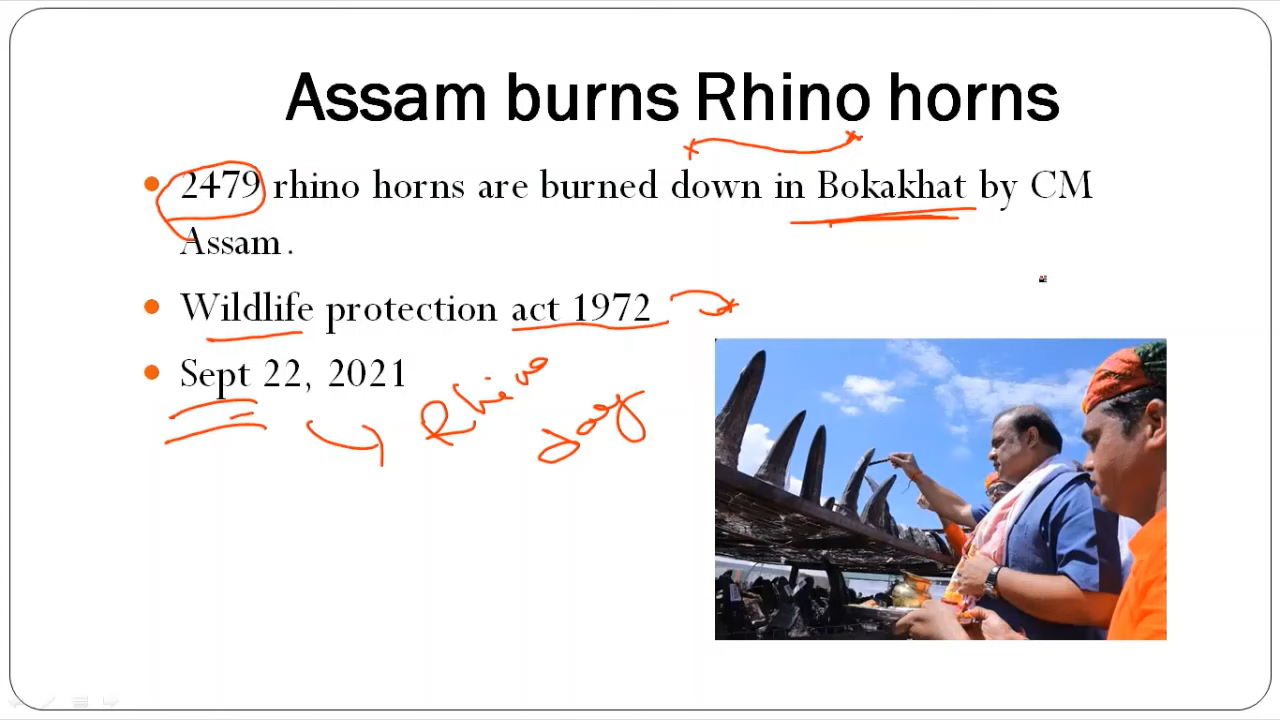 Assam burns Rhino horns
• 2479 rhino horns are burned down in Bokakhat by CM
Assam.
• Wildlife protection act 1972
• Sept 22, 2021
Rhino
day